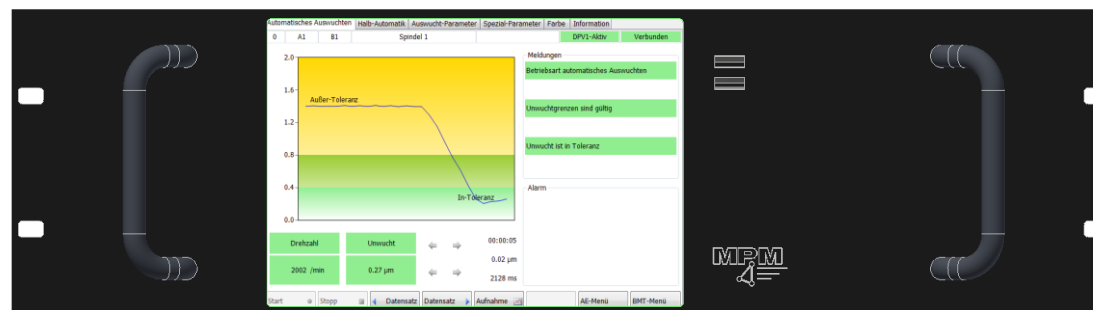 Automatisches Auswuchten Halb-Automatik Auswucht-Parameter Spezial-Parameter Farbe Information
0 A1 B1 Spindel 1 DPV1-Aktiv Verbunden
Meldungen
2.0
Betriebsart automatisches Auswuchten
1.6
Außer-Toleranz
Unwuchtgrenzen sind gültig
1.2
Unwucht ist in Toleranz
0.8
0.4
Alarm
In-Toleranz
0.0
Drehzahl Unwucht 00:00:05
0.02 µm
2002 /min 0.27 µm
2128 ms
Start Stopp Datensatz Datensatz Aufnahme AE-Menü BMT-Menü
MPM